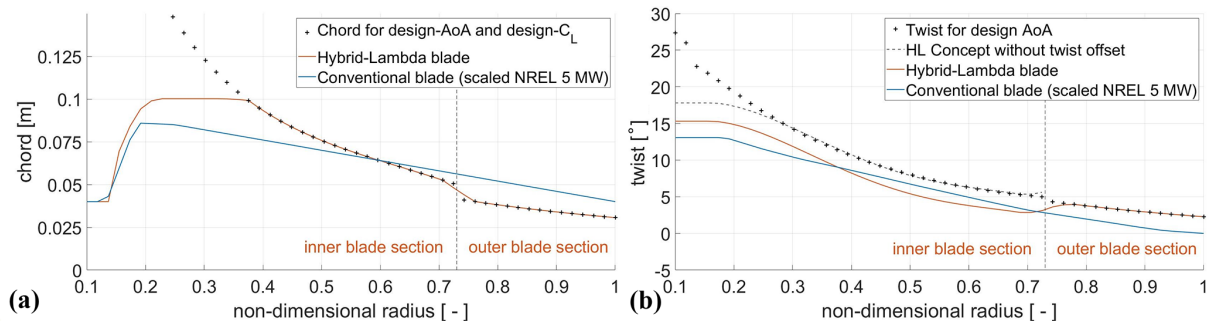 + Chord for design-AoA and design-C_L
Hybrid-Lambda blade
Conventional blade (scaled NREL 5 MW)
chord [m]
0.125
0.1
0.075
0.05
0.025
0
inner blade section
outer blade section
0.1 0.2 0.3 0.4 0.5 0.6 0.7 0.8 0.9 1
non-dimensional radius [ - ]
(a)
+ Twist for design AoA
HL Concept without twist offset
Hybrid-Lambda blade
Conventional blade (scaled NREL 5 MW)
twist [°]
30
25
20
15
10
5
0
-5
inner blade section
outer blade section
0.1 0.2 0.3 0.4 0.5 0.6 0.7 0.8 0.9 1
non-dimensional radius [ - ]
(b)